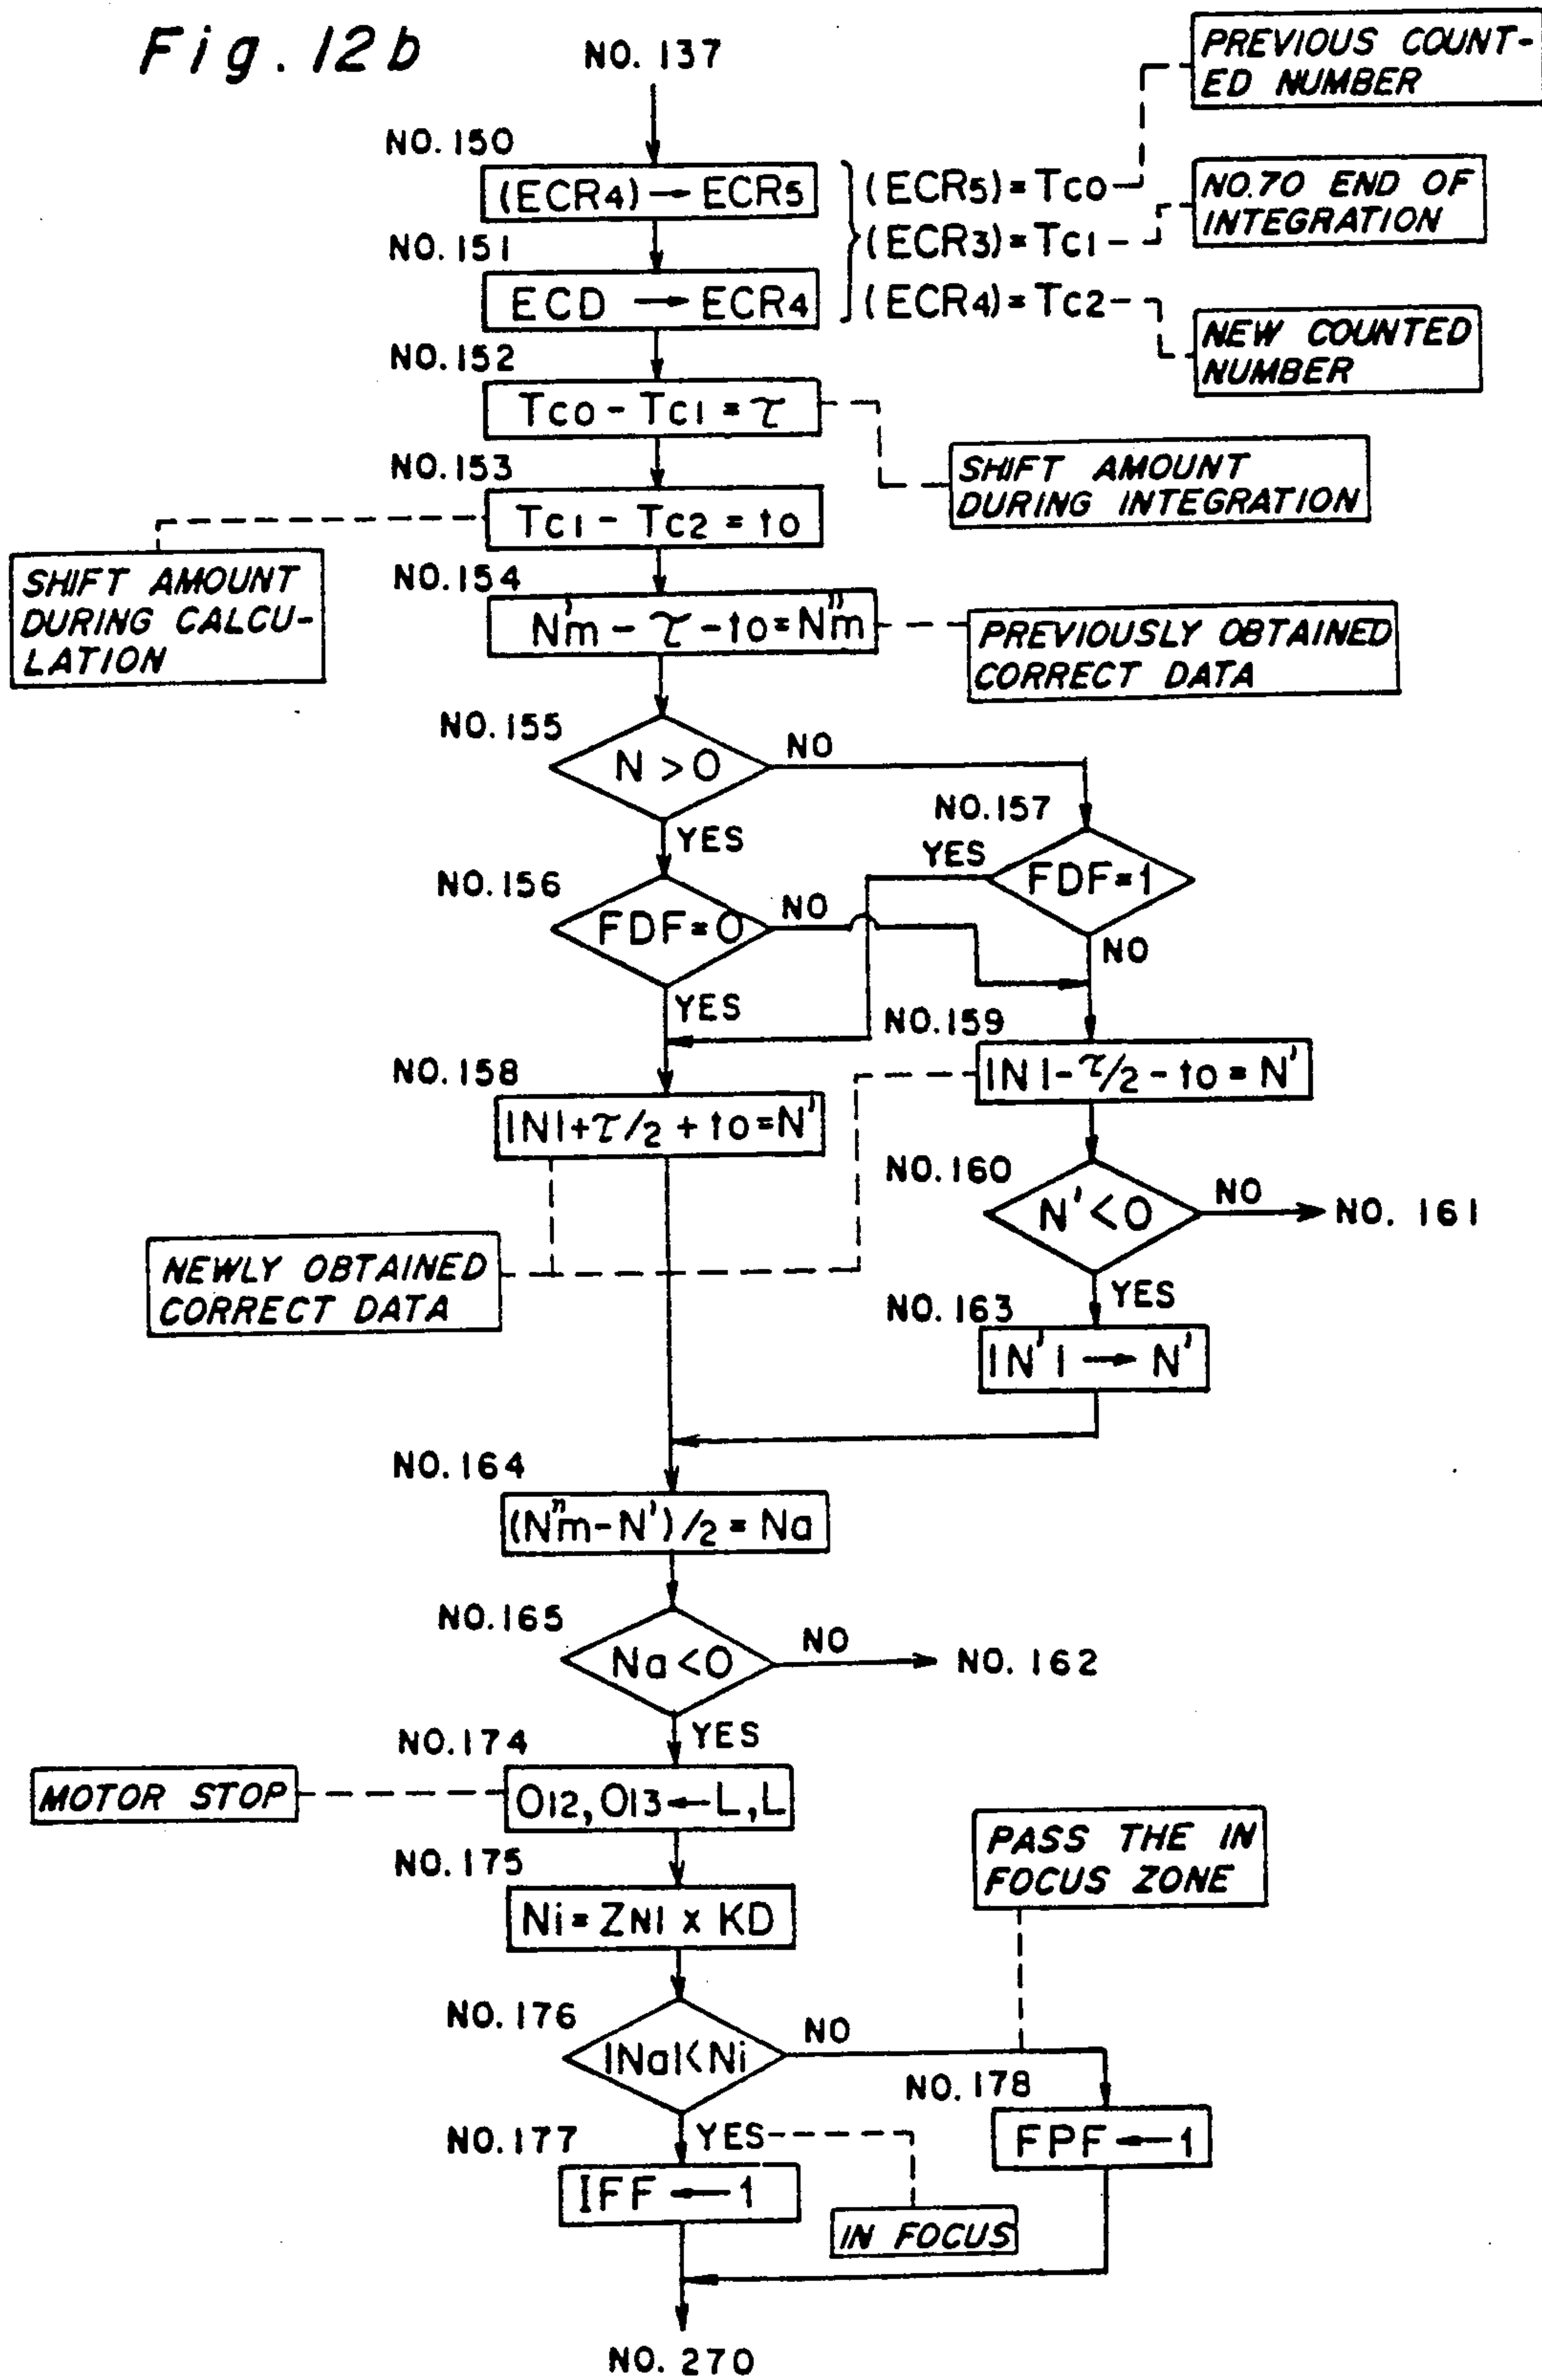 Fig. 12b
NO. 137
PREVIOUS COUNT-
ED NUMBER
NO. 150
(ECR4) → ECR5
(ECR5) = Tco
NO.70 END OF
INTEGRATION
NO. 151
(ECR3) = Tc1
ECD → ECR4
(ECR4) = Tc2
NEW COUNTED
NUMBER
NO. 152
Tco - Tc1 = τ
SHIFT AMOUNT
DURING INTEGRATION
NO. 153
Tc1 - Tc2 = to
SHIFT AMOUNT
DURING CALCU-
LATION
NO. 154
N'm - τ - to = N"m
PREVIOUSLY OBTAINED
CORRECT DATA
NO. 155
N > 0
NO
YES
NO. 157
FDF = 1
YES
NO
NO. 156
FDF = 0
NO
YES
NO. 159
|N| - τ/2 - to = N'
NO. 158
|N| + τ/2 + to = N'
NO. 160
N' < 0
NO
NO. 161
YES
NEWLY OBTAINED
CORRECT DATA
NO. 163
|N'| → N'
NO. 164
(N"m - N')/2 = Na
NO. 165
Na < 0
NO
NO. 162
YES
NO. 174
MOTOR STOP
O12, O13 ← L, L
NO. 175
Ni = ZN1 x KD
PASS THE IN
FOCUS ZONE
NO. 176
|Na| < Ni
NO
NO. 178
FPF ← 1
YES
NO. 177
IFF ← 1
IN FOCUS
NO. 270